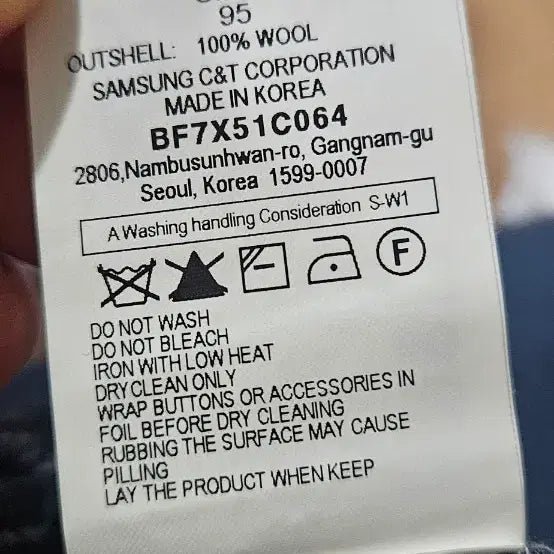 95
OUTSHELL: 100% WOOL
SAMSUNG C&T CORPORATION
MADE IN KOREA
BF7X51C064
2806,Nambusunhwan-ro, Gangnam-gu
Seoul, Korea 1599-0007
A Washing handling Consideration S-W1
F
DO NOT WASH
DO NOT BLEACH
IRON WITH LOW HEAT
DRY CLEAN ONLY
WRAP BUTTONS OR ACCESSORIES IN
FOIL BEFORE DRY CLEANING
RUBBING THE SURFACE MAY CAUSE
PILLING
LAY THE PRODUCT WHEN KEEP